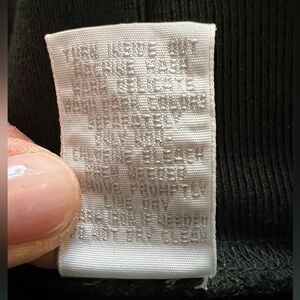 TURN INSIDE OUT
MACHINE WASH
WARM DELICATE
WASH DARK COLORS
SEPARATELY
ONLY NON-
CHLORINE BLEACH
WHEN NEEDED
REMOVE PROMPTLY
LINE DRY
IRON IF NEEDED
DO NOT DRY CLEAN